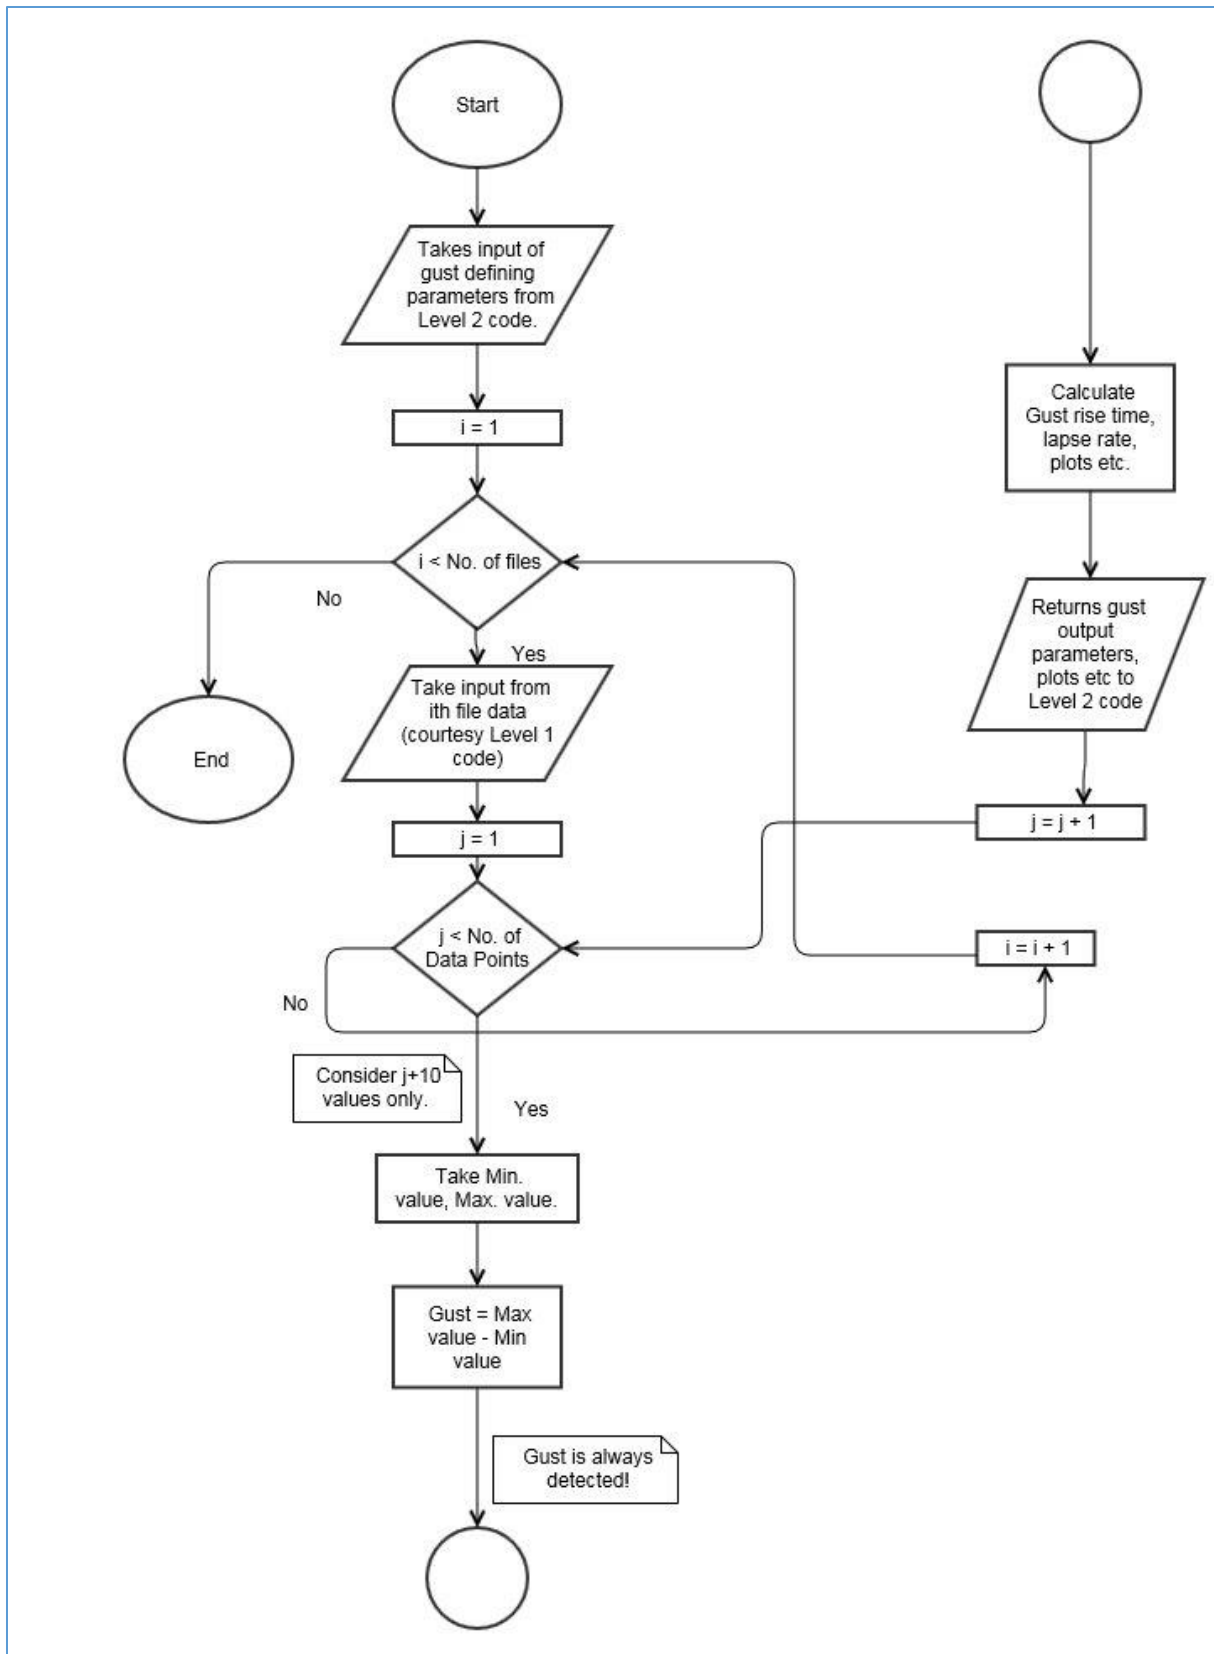 Start
Takes input of
gust defining
parameters from
Level 2 code.
i = 1
i < No. of files
No
Yes
End
Take input from
ith file data
(courtesy Level 1
code)
j = 1
j < No. of
Data Points
No
Consider j+10
values only.
Yes
Take Min.
value, Max. value.
Gust = Max
value - Min
value
Gust is always
detected!
Calculate
Gust rise time,
lapse rate,
plots etc.
Returns gust
output
parameters,
plots etc to
Level 2 code
j = j + 1
i = i + 1